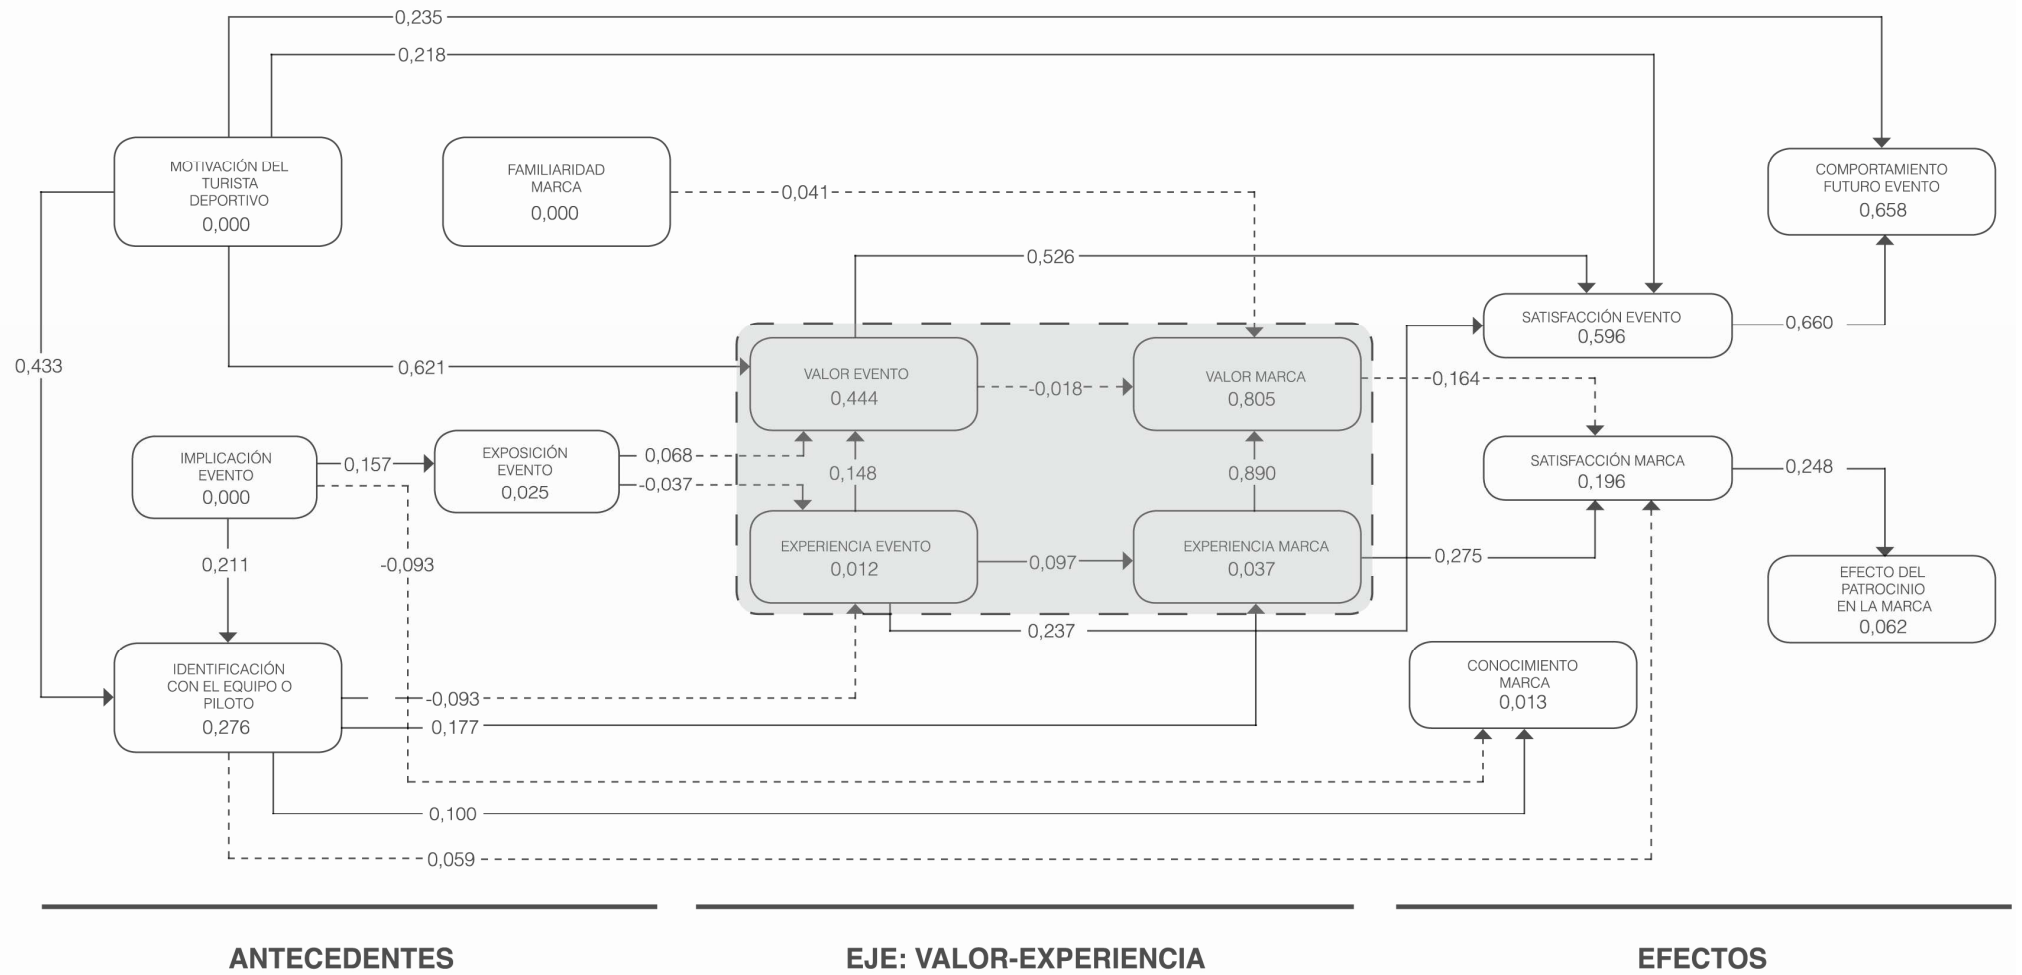 0,235
0,218
MOTIVACIÓN DEL
TURISTA
DEPORTIVO
0,000
FAMILIARIDAD
MARCA
0,000
0,041
COMPORTAMIENTO
FUTURO EVENTO
0,658
0,526
SATISFACCIÓN EVENTO
0,596
0,660
0,433
0,621
VALOR EVENTO
0,444
-0,018
VALOR MARCA
0,805
0,164
IMPLICACIÓN
EVENTO
0,000
0,157
EXPOSICIÓN
EVENTO
0,025
0,068
-0,037
0,148
0,890
SATISFACCIÓN MARCA
0,196
0,248
0,211
-0,093
EXPERIENCIA EVENTO
0,012
0,097
EXPERIENCIA MARCA
0,037
0,275
EFECTO DEL
PATROCINIO
EN LA MARCA
0,062
0,237
IDENTIFICACIÓN
CON EL EQUIPO O
PILOTO
0,276
-0,093
0,177
CONOCIMIENTO
MARCA
0,013
0,100
0,059
ANTECEDENTES
EJE: VALOR-EXPERIENCIA
EFECTOS